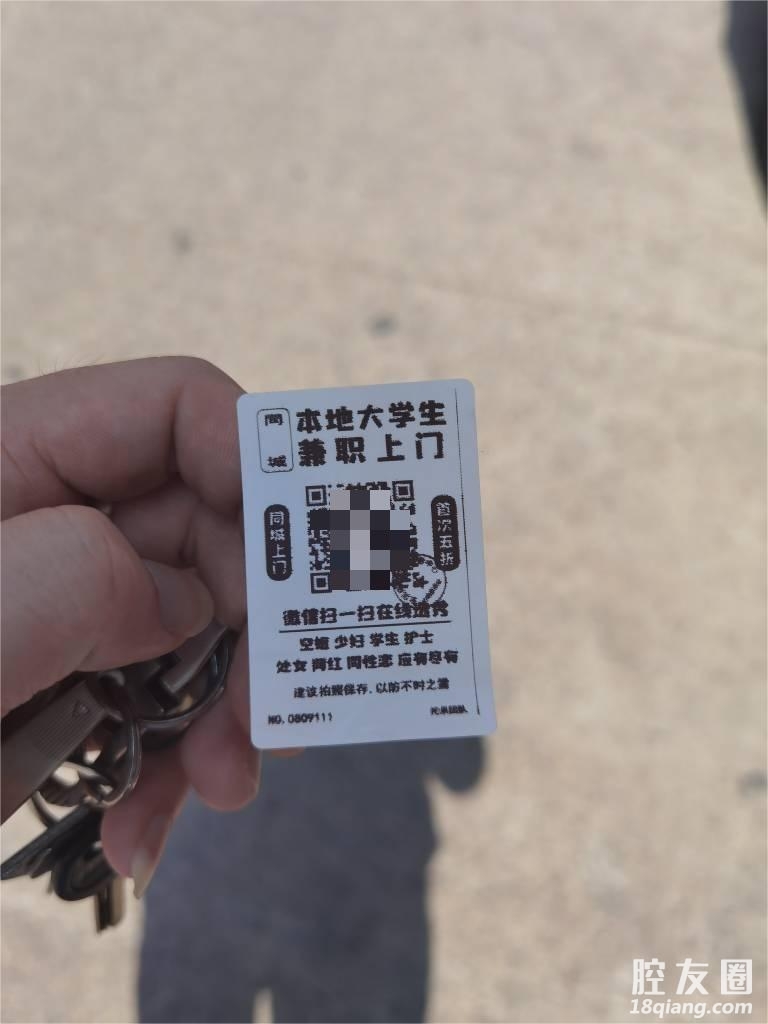 同城
本地大学生
兼职上门
同城上门
首次五折
微信扫一扫在线选秀
空姐 少妇 学生 护士
处女 网红 同性恋 应有尽有
建议拍照保存，以防不时之需
NO.0809111
腔友圈
18qiang.com